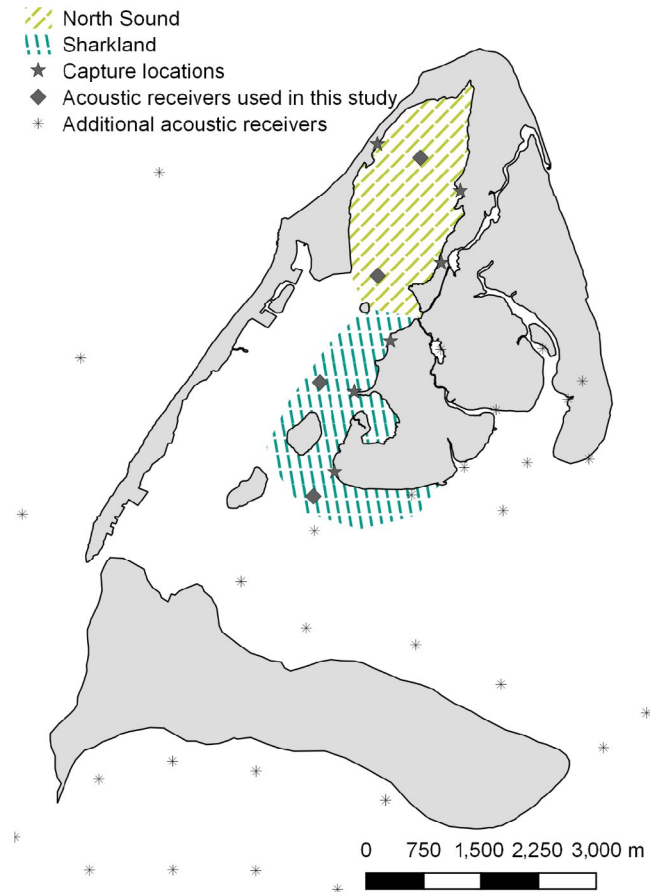 North Sound
Sharkland
Capture locations
Acoustic receivers used in this study
Additional acoustic receivers
0 750 1,500 2,250 3,000 m